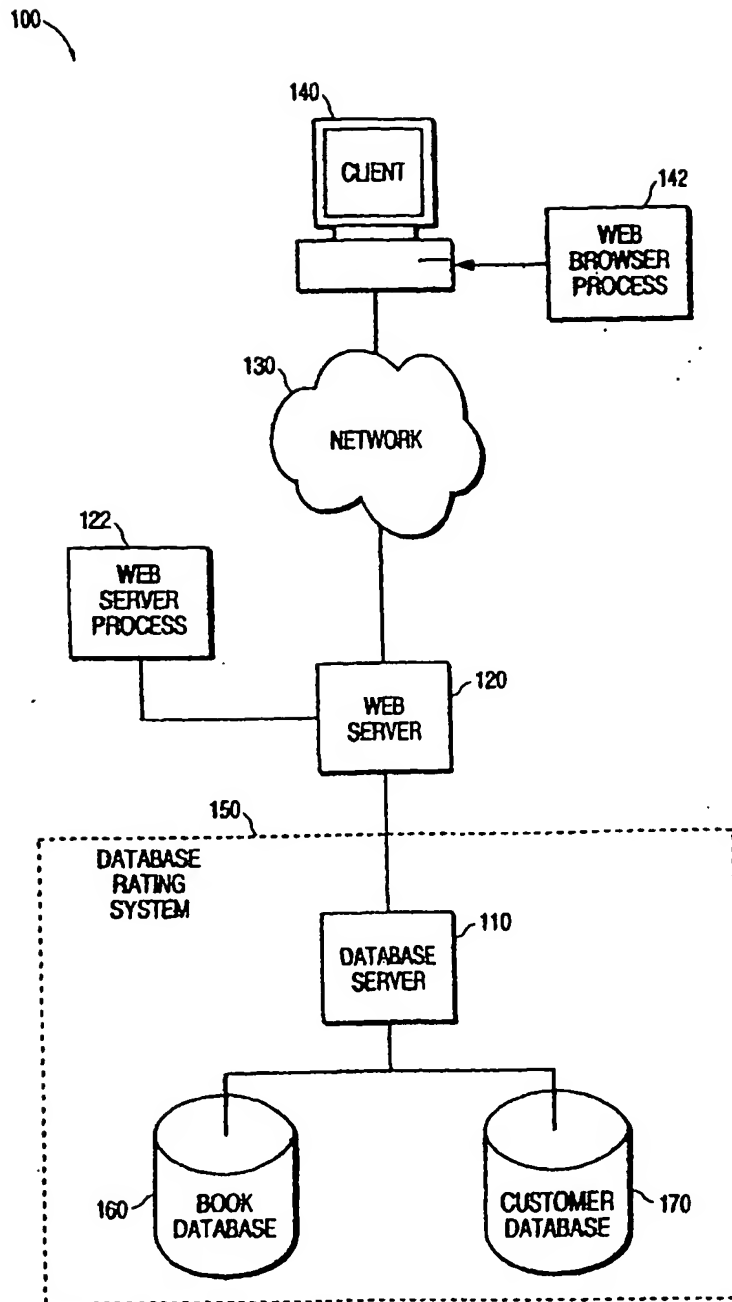 100
140
CLIENT
142
WEB
BROWSER
PROCESS
130
NETWORK
122
WEB
SERVER
PROCESS
120
WEB
SERVER
150
DATABASE
RATING
SYSTEM
110
DATABASE
SERVER
160
BOOK
DATABASE
CUSTOMER
DATABASE
170